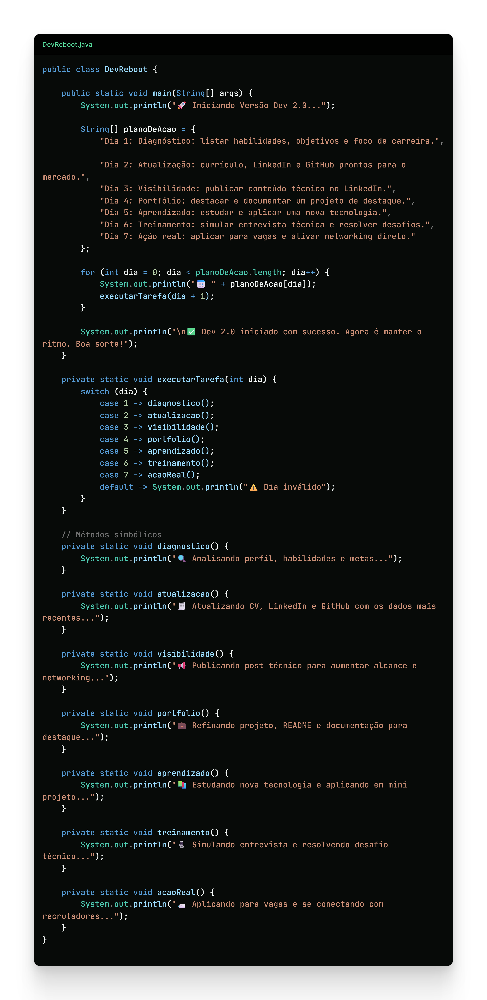 DevReboot.java
public class DevReboot {
    public static void main(String[] args) {
        System.out.println("🚀 Iniciando Versão Dev 2.0...");
        String[] planoDeAcao = {
            "Dia 1: Diagnóstico: listar habilidades, objetivos e foco de carreira.",
            "Dia 2: Atualização: currículo, LinkedIn e GitHub prontos para o
mercado.",
            "Dia 3: Visibilidade: publicar conteúdo técnico no LinkedIn.",
            "Dia 4: Portfólio: destacar e documentar um projeto de destaque.",
            "Dia 5: Aprendizado: estudar e aplicar uma nova tecnologia.",
            "Dia 6: Treinamento: simular entrevista técnica e resolver desafios.",
            "Dia 7: Ação real: aplicar para vagas e ativar networking direto."
        };
        for (int dia = 0; dia < planoDeAcao.length; dia++) {
            System.out.println("🗓️ " + planoDeAcao[dia]);
            executarTarefa(dia + 1);
        }
        System.out.println("\n✅ Dev 2.0 iniciado com sucesso. Agora é manter o
ritmo. Boa sorte!");
    }
    private static void executarTarefa(int dia) {
        switch (dia) {
            case 1 -> diagnostico();
            case 2 -> atualizacao();
            case 3 -> visibilidade();
            case 4 -> portfolio();
            case 5 -> aprendizado();
            case 6 -> treinamento();
            case 7 -> acaoReal();
            default -> System.out.println("⚠️ Dia inválido");
        }
    }
    // Métodos simbólicos
    private static void diagnostico() {
        System.out.println("🔍 Analisando perfil, habilidades e metas...");
    }
    private static void atualizacao() {
        System.out.println("🧾 Atualizando CV, LinkedIn e GitHub com os dados mais
recentes...");
    }
    private static void visibilidade() {
        System.out.println("📢 Publicando post técnico para aumentar alcance e
networking...");
    }
    private static void portfolio() {
        System.out.println("💼 Refinando projeto, README e documentação para
destaque...");
    }
    private static void aprendizado() {
        System.out.println("📚 Estudando nova tecnologia e aplicando em mini
projeto...");
    }
    private static void treinamento() {
        System.out.println("🎙️ Simulando entrevista e resolvendo desafio
técnico...");
    }
    private static void acaoReal() {
        System.out.println("📨 Aplicando para vagas e se conectando com
recrutadores...");
    }
}